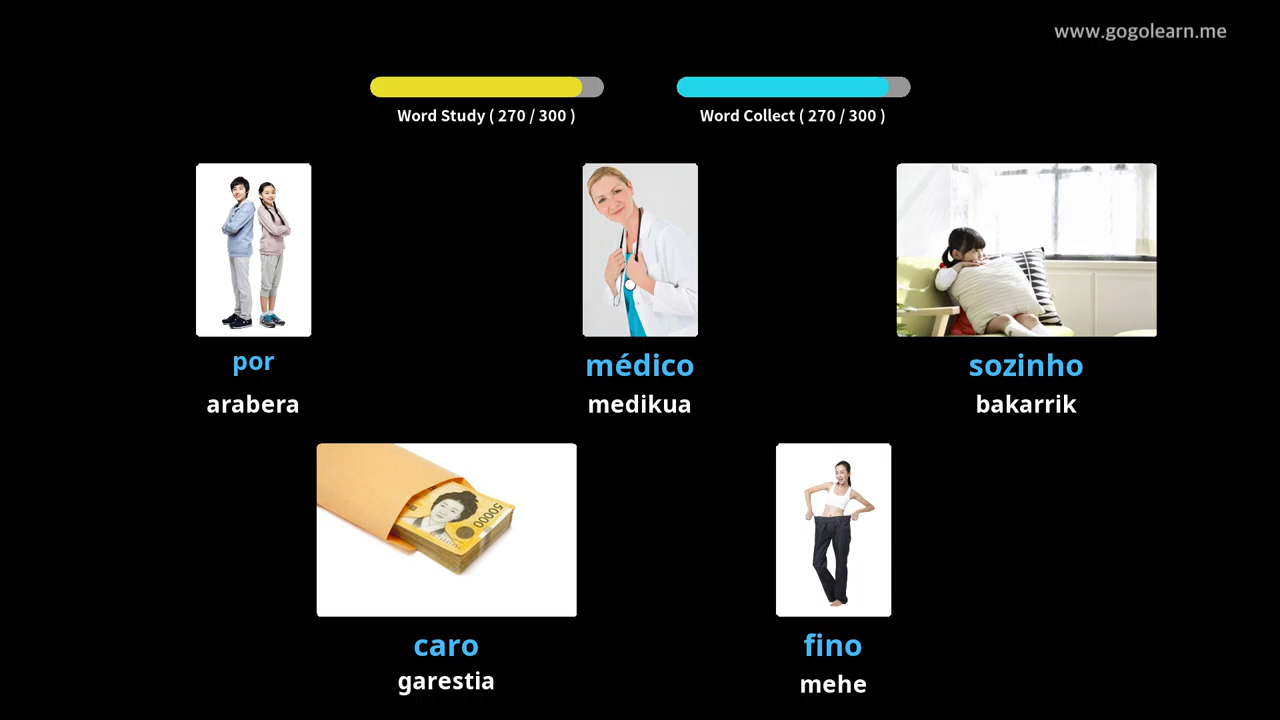 www.gogolearn.me
Word Study ( 270 / 300 )
Word Collect ( 270 / 300 )
por
arabera
médico
medikua
sozinho
bakarrik
50000
caro
garestia
fino
mehe